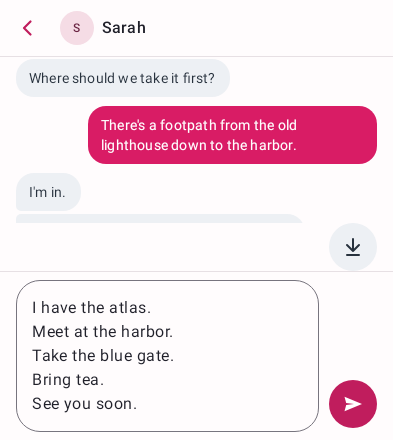 S
Sarah
Where should we take it first?
There's a footpath from the old
lighthouse down to the harbor.
I'm in.
I have the atlas.
Meet at the harbor.
Take the blue gate.
Bring tea.
See you soon.